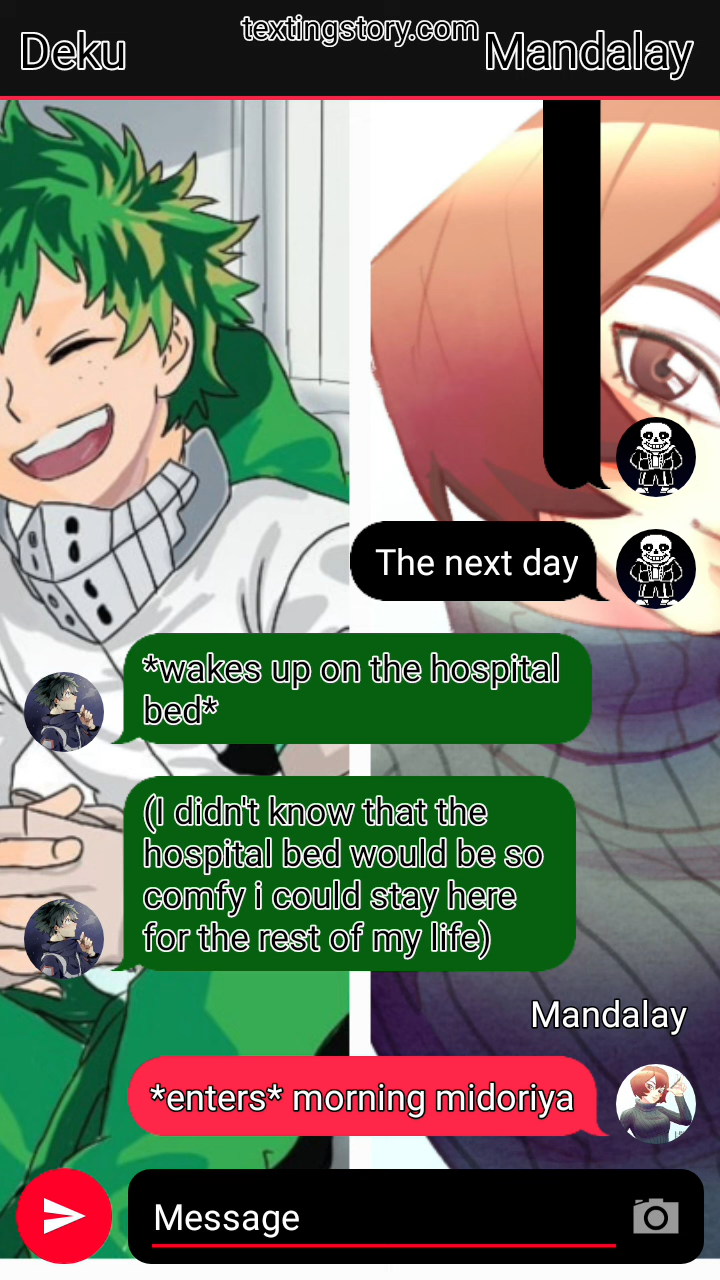 textingstory.com
Deku
Mandalay
The next day
*wakes up on the hospital
bed*
(I didn't know that the
hospital bed would be so
comfy i could stay here
for the rest of my life)
Mandalay
*enters* morning midoriya
Message